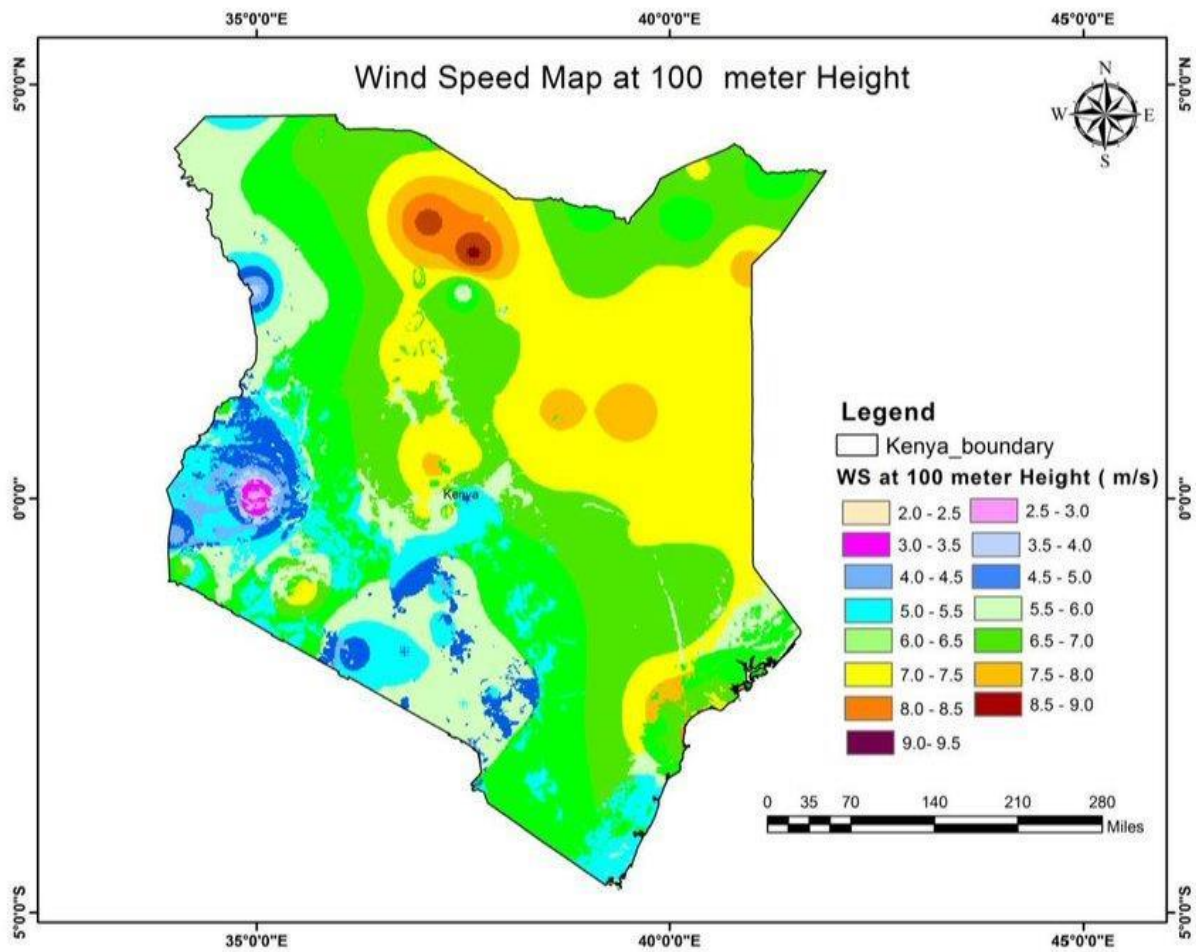 35°0'0"E 40°0'0"E 45°0'0"E
5°0'0"N 5°0'0"N
Wind Speed Map at 100 meter Height
N
W E
S
Legend
Kenya_boundary
WS at 100 meter Height ( m/s)
2.0 - 2.5 2.5 - 3.0
3.0 - 3.5 3.5 - 4.0
4.0 - 4.5 4.5 - 5.0
5.0 - 5.5 5.5 - 6.0
6.0 - 6.5 6.5 - 7.0
7.0 - 7.5 7.5 - 8.0
8.0 - 8.5 8.5 - 9.0
9.0- 9.5
Kenya
0°0'0" 0°0'0"
0 35 70 140 210 280
Miles
5°0'0"S 5°0'0"S
35°0'0"E 40°0'0"E 45°0'0"E